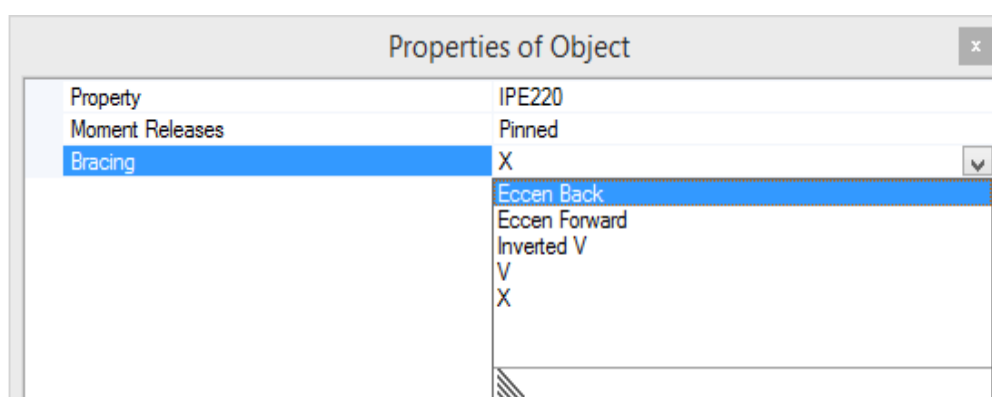 Properties of Object
x
Property IPE220
Moment Releases Pinned
Bracing X
Eccen Back
Eccen Forward
Inverted V
V
X